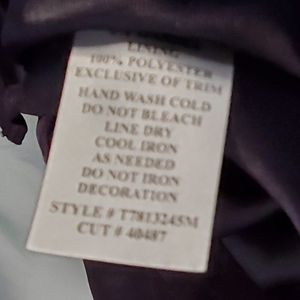 LINING
100% POLYESTER
EXCLUSIVE OF TRIM
HAND WASH COLD
DO NOT BLEACH
LINE DRY
COOL IRON
AS NEEDED
DO NOT IRON
DECORATION
STYLE # T7813245M
CUT # 40487